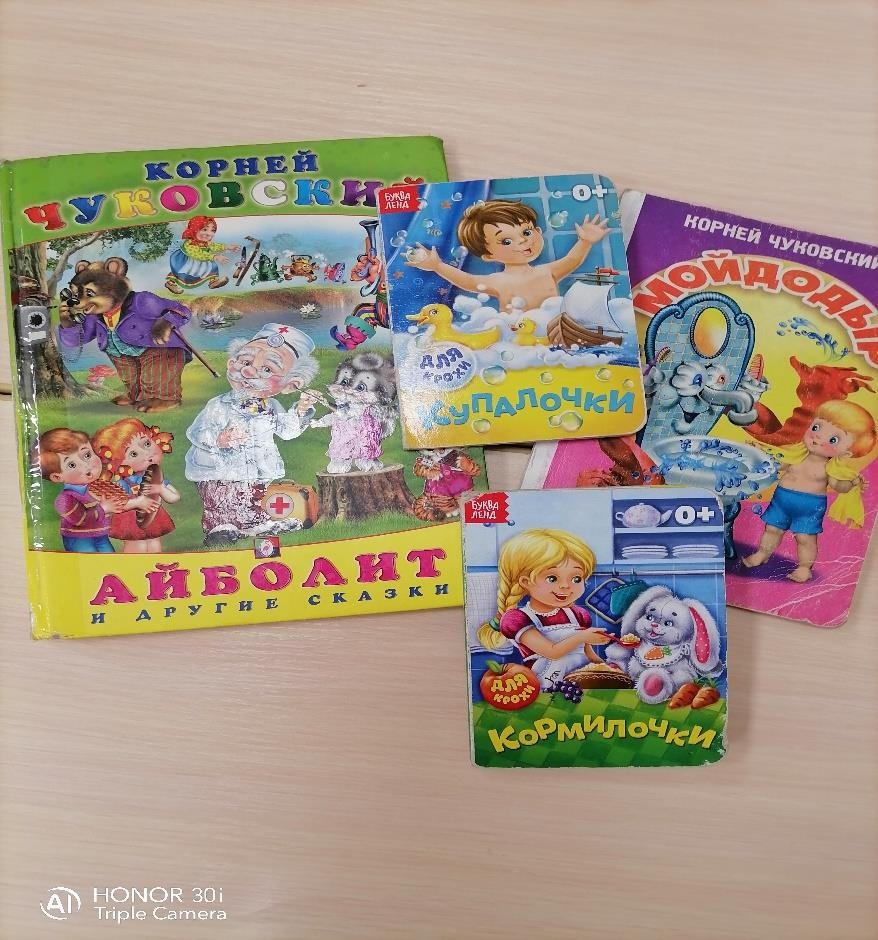 КОРНЕЙ
ЧУКОВСКИЙ
АЙБОЛИТ
И ДРУГИЕ СКАЗКИ
БУКВА
ЛЕНД
0+
ДЛЯ
КРОХИ
КУПАЛОЧКИ
КОРНЕЙ ЧУКОВСКИЙ
МОЙДОДЫР
БУКВА
ЛЕНД
0+
ДЛЯ
КРОХИ
КОРМИЛОЧКИ
AI HONOR 30i
Triple Camera